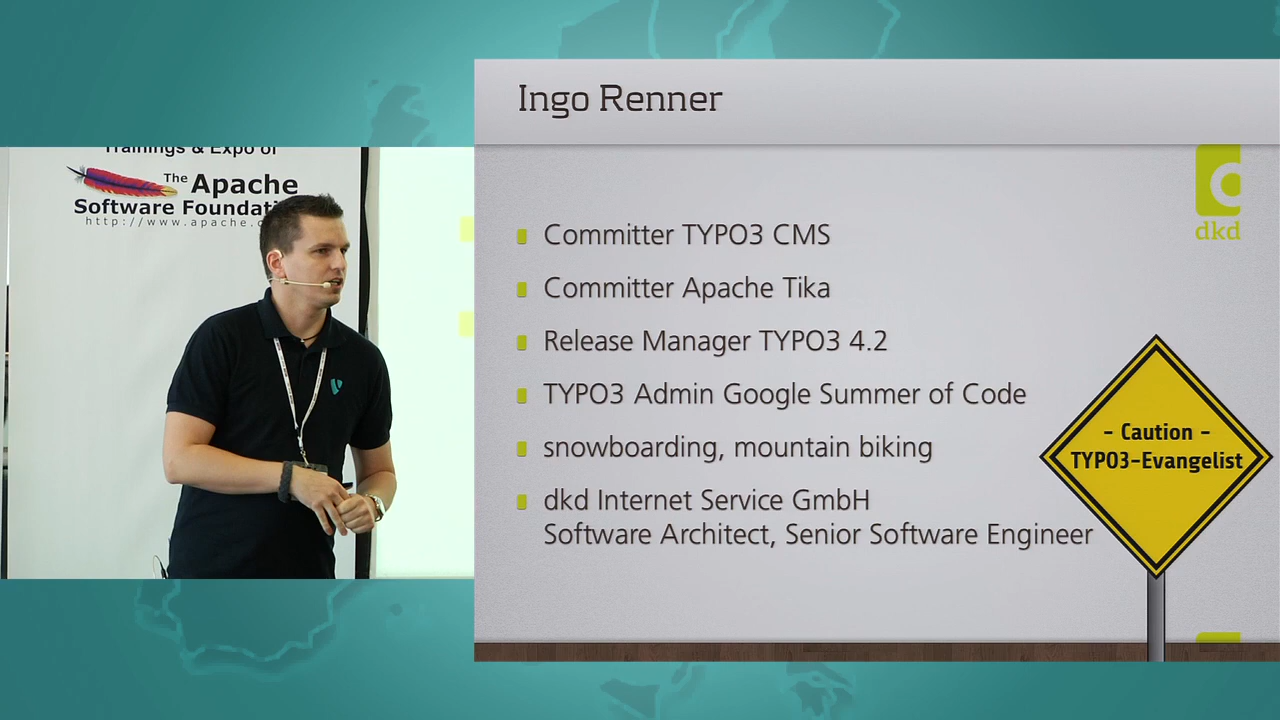 Trainings & Expo of
The Apache
Software Foundati
http://www.apache.o
Ingo Renner
dkd
Committer TYPO3 CMS
Committer Apache Tika
Release Manager TYPO3 4.2
TYPO3 Admin Google Summer of Code
snowboarding, mountain biking
dkd Internet Service GmbH
Software Architect, Senior Software Engineer
- Caution -
TYPO3-Evangelist